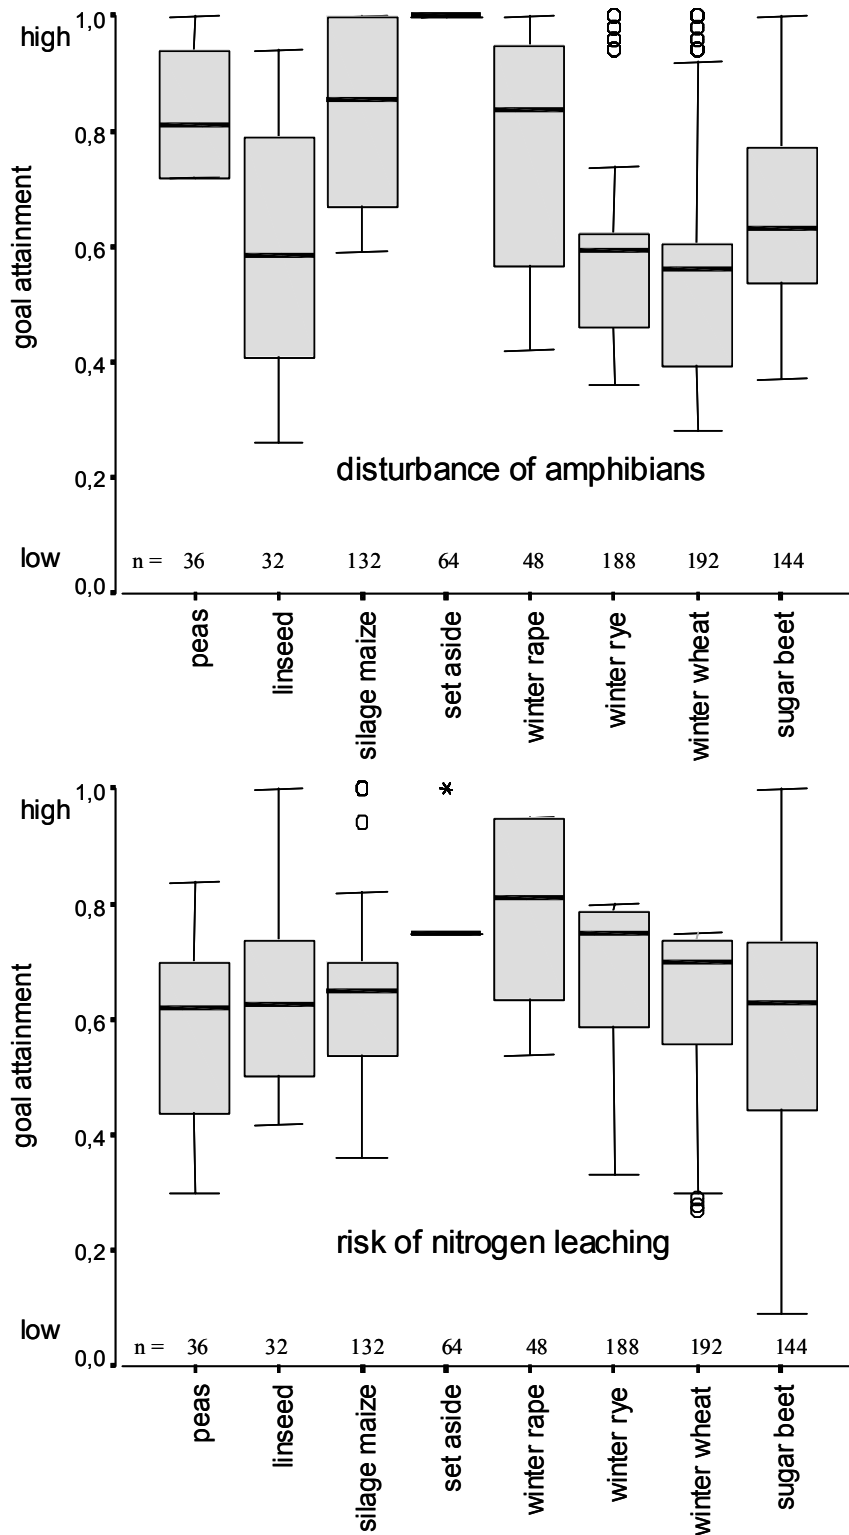 high
1,0
0,8
0,6
0,4
0,2
0,0
goal attainment
disturbance of amphibians
low
n = 36 32 132 64 48 188 192 144
peas
linseed
silage maize
set aside
winter rape
winter rye
winter wheat
sugar beet
high
1,0
0,8
0,6
0,4
0,2
0,0
goal attainment
risk of nitrogen leaching
low
n = 36 32 132 64 48 188 192 144
peas
linseed
silage maize
set aside
winter rape
winter rye
winter wheat
sugar beet